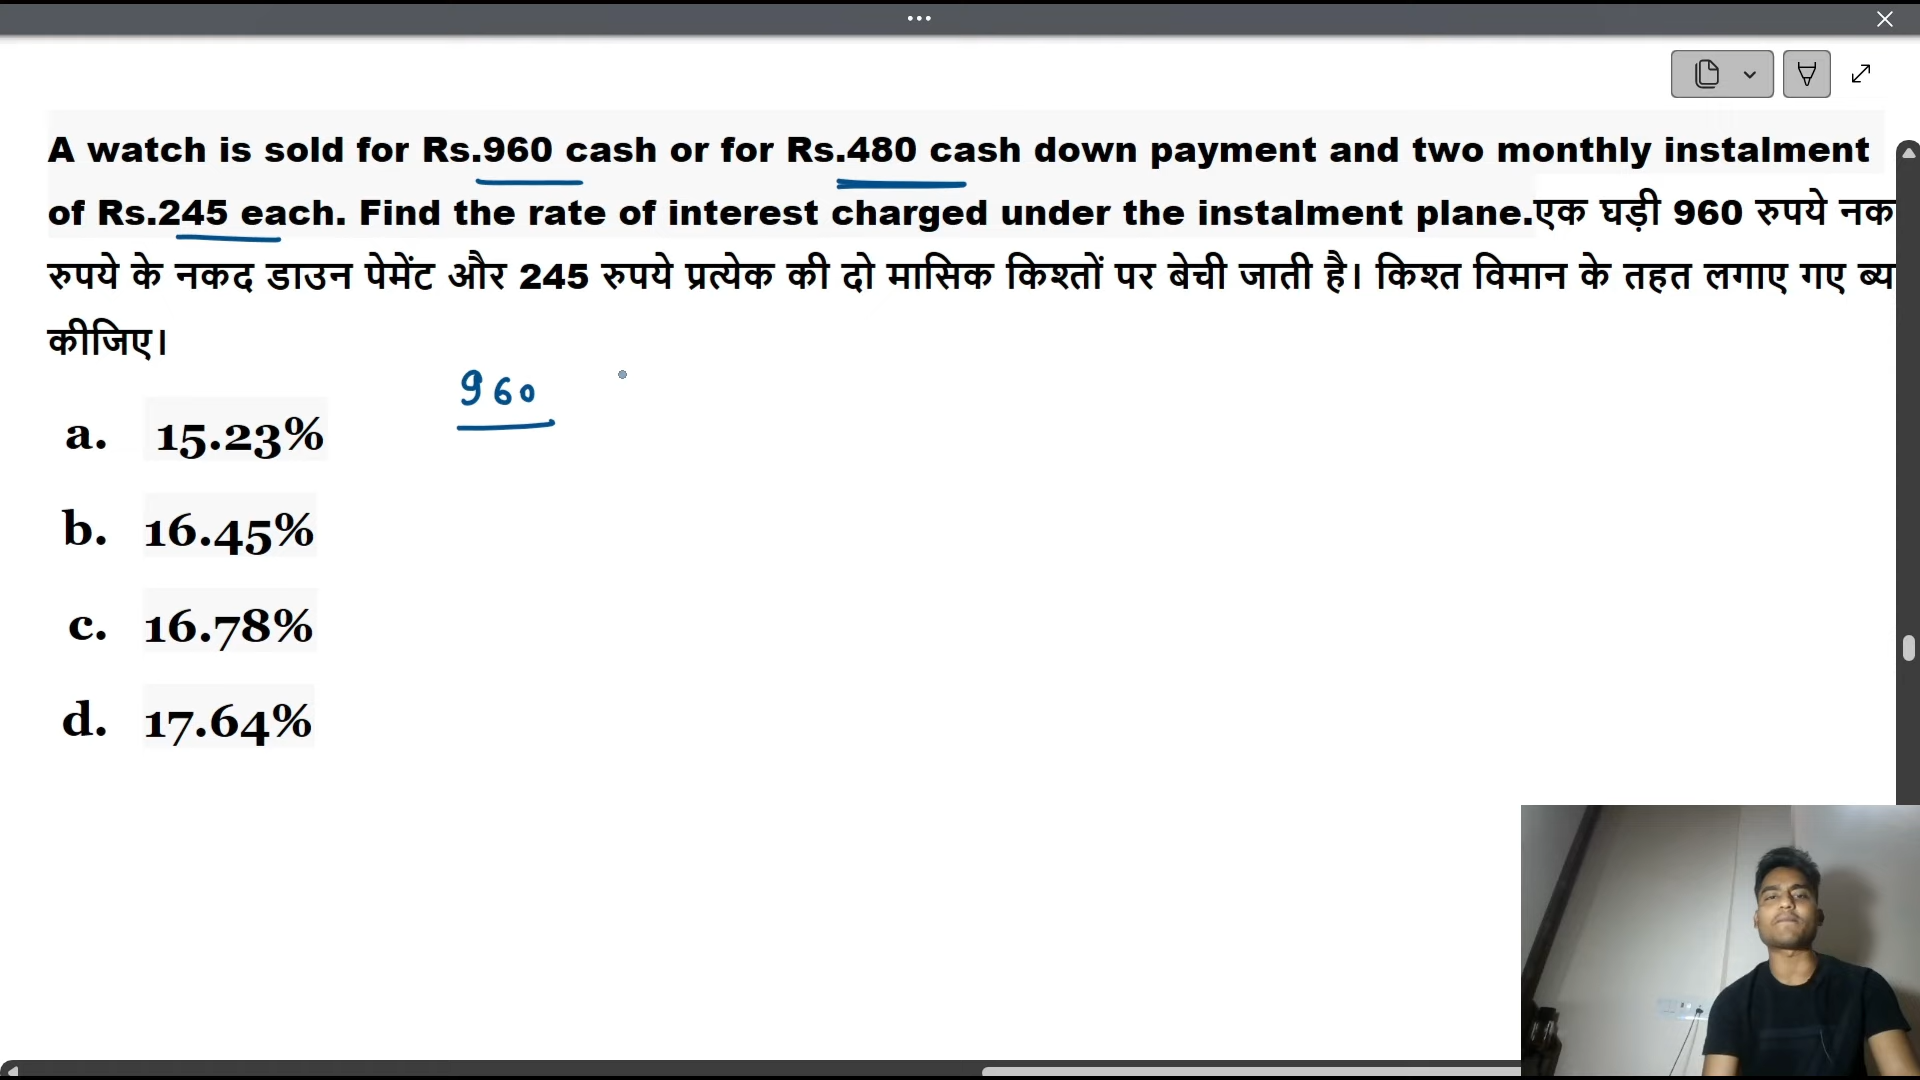 A watch is sold for Rs.960 cash or for Rs.480 cash down payment and two monthly instalment
of Rs.245 each. Find the rate of interest charged under the instalment plane.एक घड़ी 960 रुपये नक
रुपये के नकद डाउन पेमेंट और 245 रुपये प्रत्येक की दो मासिक किश्तों पर बेची जाती है। किश्त विमान के तहत लगाए गए ब्य
कीजिए।
960
a. 15.23%
b. 16.45%
c. 16.78%
d. 17.64%